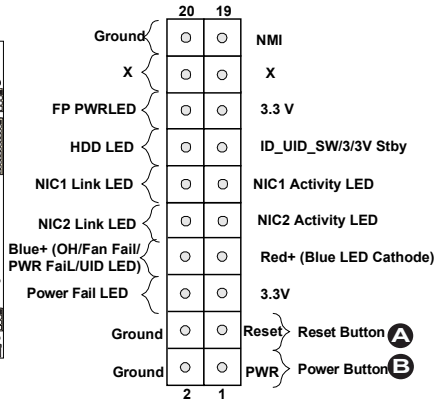 20 19
Ground NMI
X X
FP PWRLED 3.3 V
HDD LED ID_UID_SW/3/3V Stby
NIC1 Link LED NIC1 Activity LED
NIC2 Link LED NIC2 Activity LED
Blue+ (OH/Fan Fail/
PWR FaiL/UID LED) Red+ (Blue LED Cathode)
Power Fail LED 3.3V
Ground Reset Reset Button A
Ground PWR Power Button B
2 1